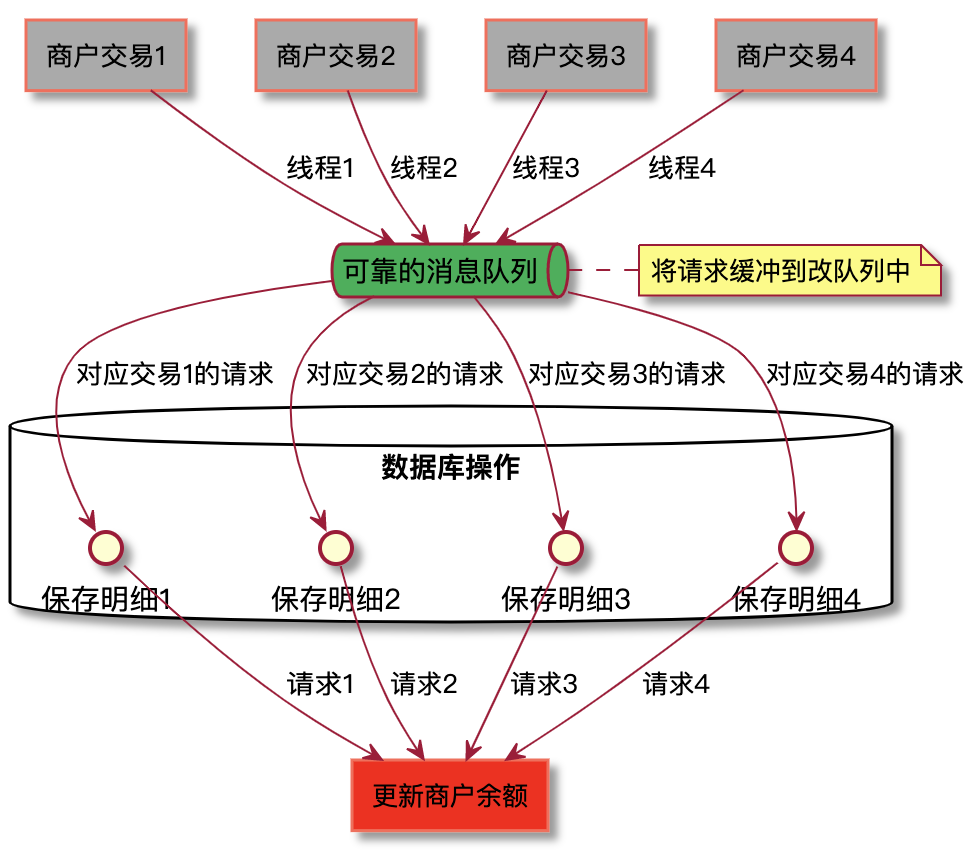 商户交易1
商户交易2
商户交易3
商户交易4
线程1
线程2
线程3
线程4
可靠的消息队列
将请求缓冲到改队列中
对应交易1的请求
对应交易2的请求
对应交易3的请求
对应交易4的请求
数据库操作
保存明细1
保存明细2
保存明细3
保存明细4
请求1
请求2
请求3
请求4
更新商户余额